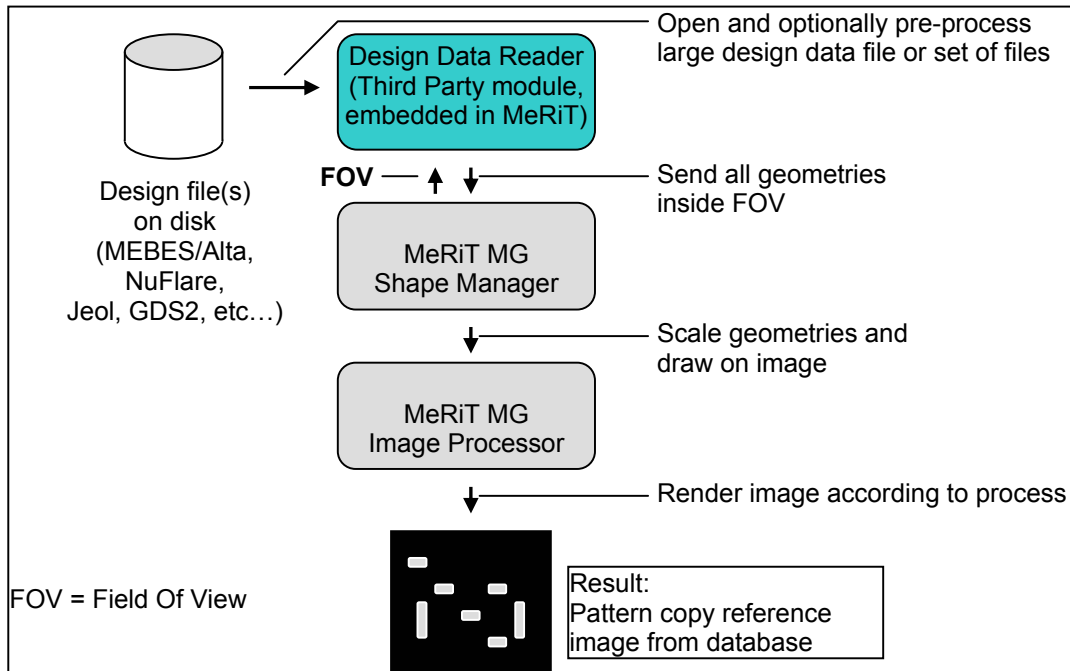 Open and optionally pre-process
large design data file or set of files
Design Data Reader
(Third Party module,
embedded in MeRiT)
FOV
Send all geometries
inside FOV
Design file(s)
on disk
(MEBES/Alta,
NuFlare,
Jeol, GDS2, etc…)
MeRiT MG
Shape Manager
Scale geometries and
draw on image
MeRiT MG
Image Processor
Render image according to process
FOV = Field Of View
Result:
Pattern copy reference
image from database